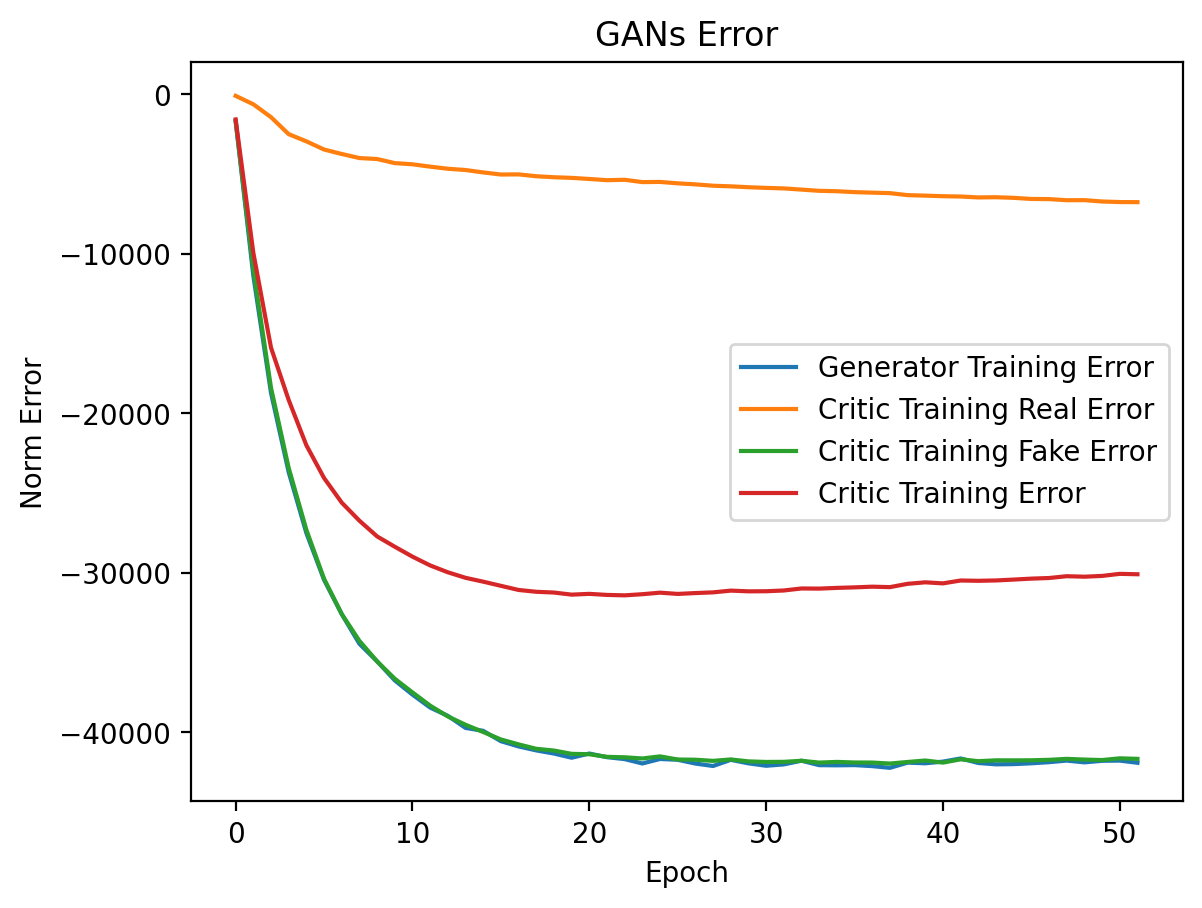 GANs Error
0
−10000
−20000
−30000
−40000
Norm Error
Generator Training Error
Critic Training Real Error
Critic Training Fake Error
Critic Training Error
0 10 20 30 40 50
Epoch